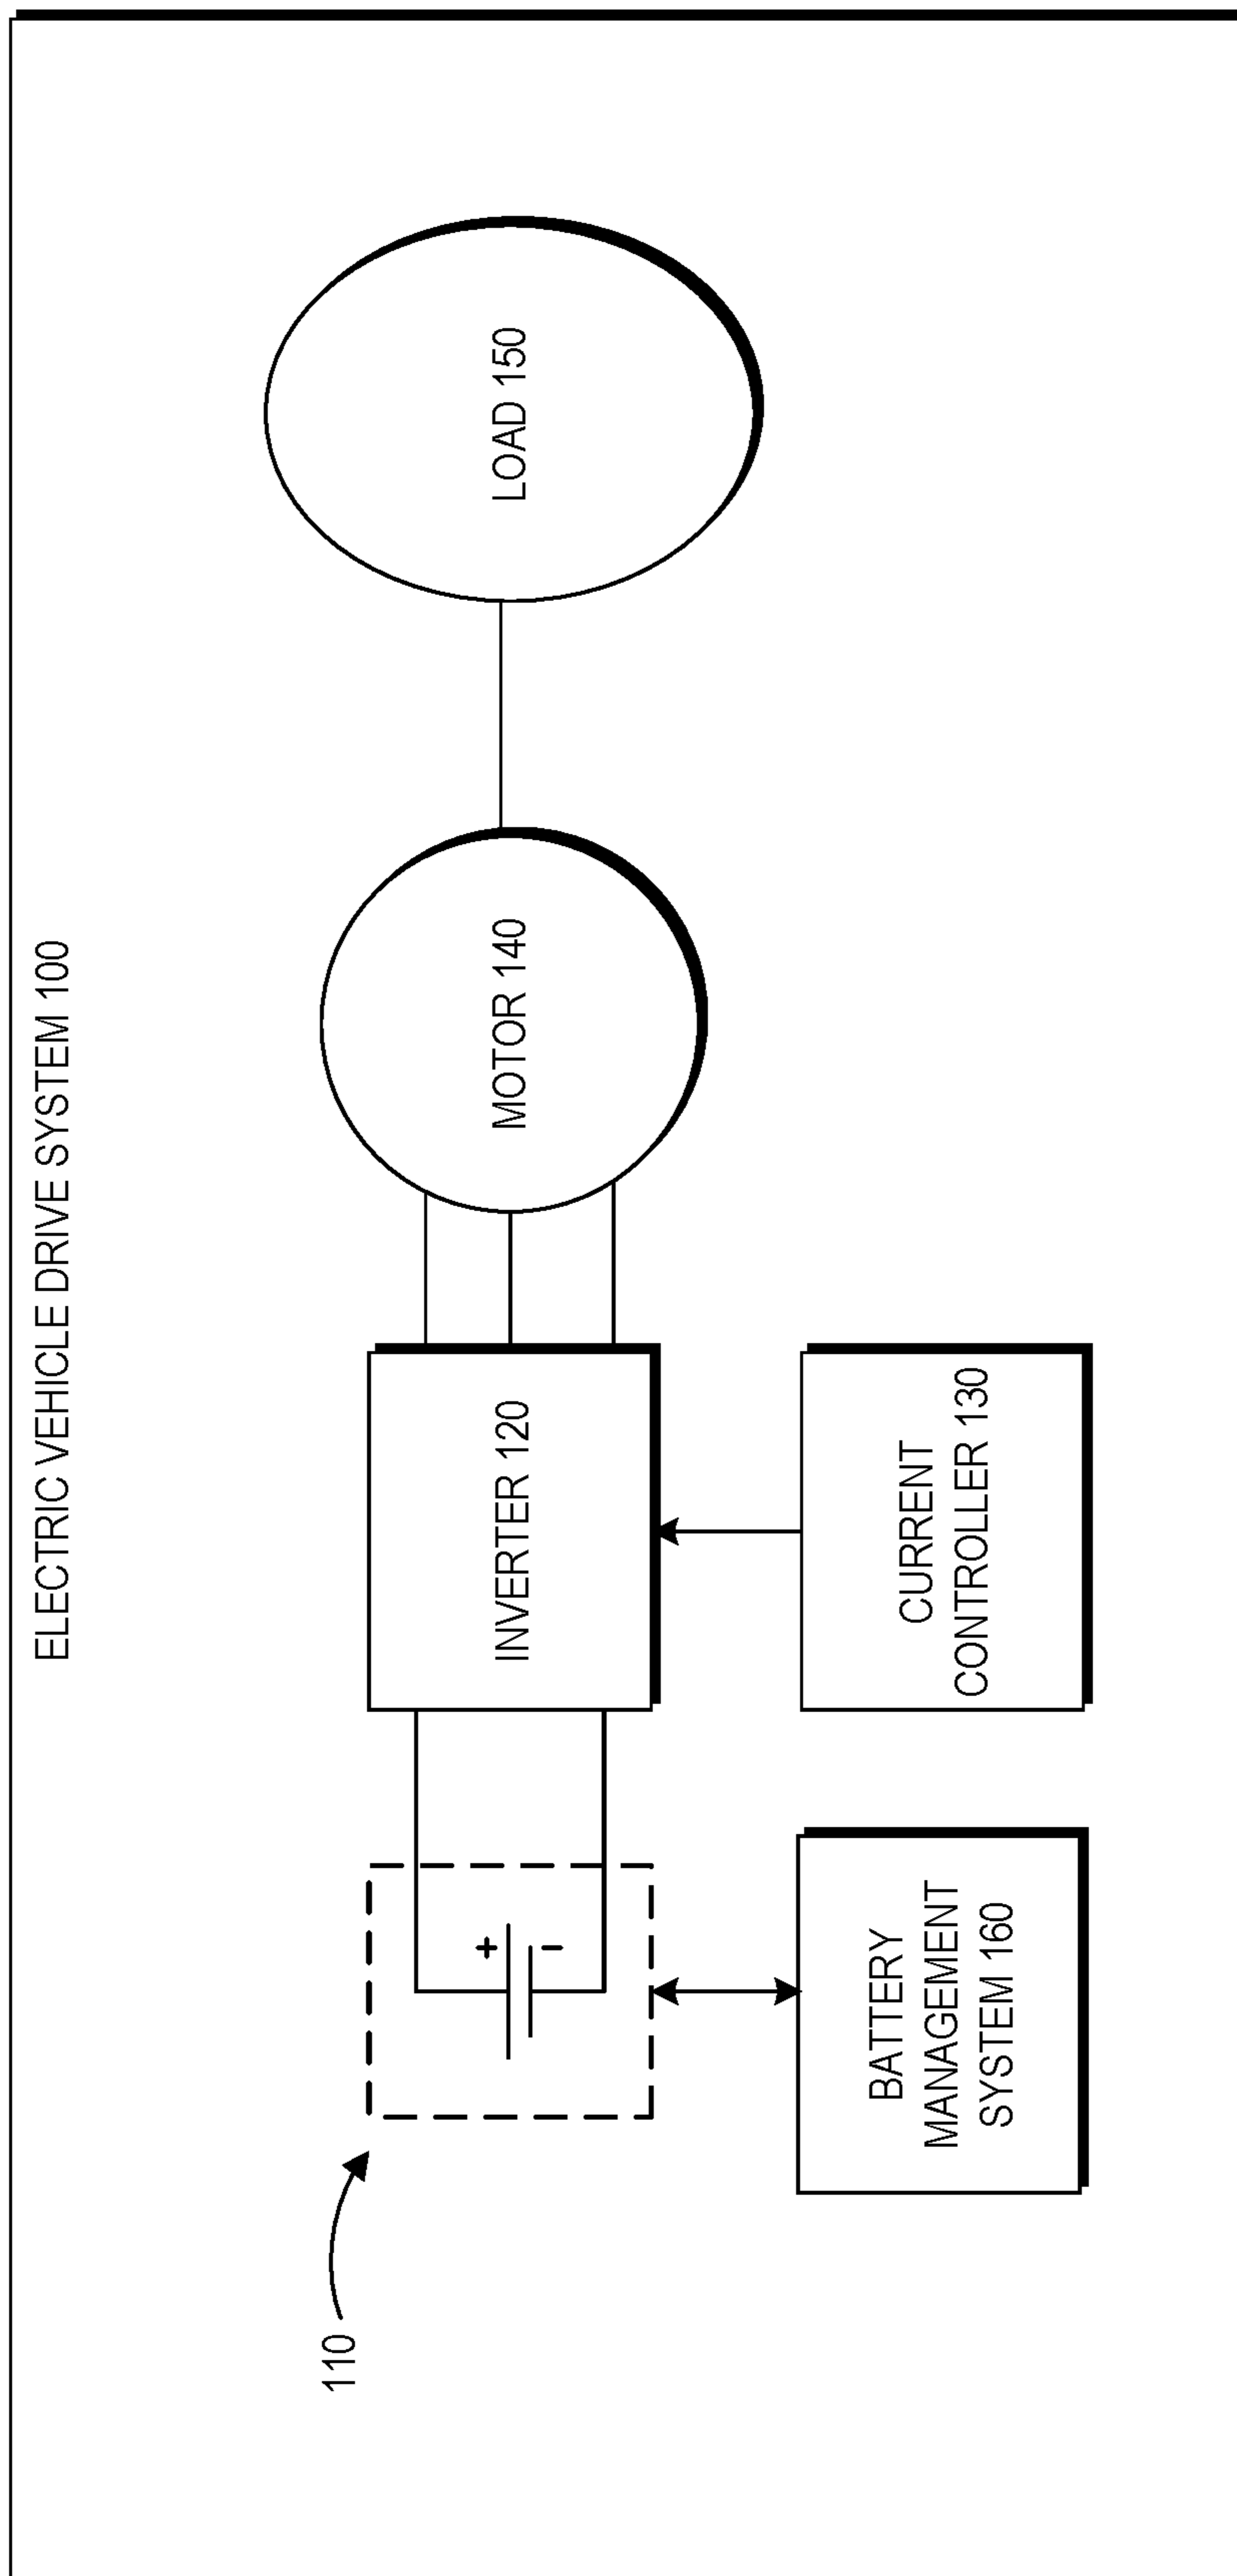 ELECTRIC VEHICLE DRIVE SYSTEM 100
110
+
-
INVERTER 120
MOTOR 140
LOAD 150
BATTERY
MANAGEMENT
SYSTEM 160
CURRENT
CONTROLLER 130